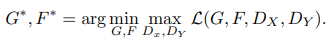 G*, F* = arg min_{G,F} max_{D_x,D_Y} ℒ(G, F, D_X, D_Y).